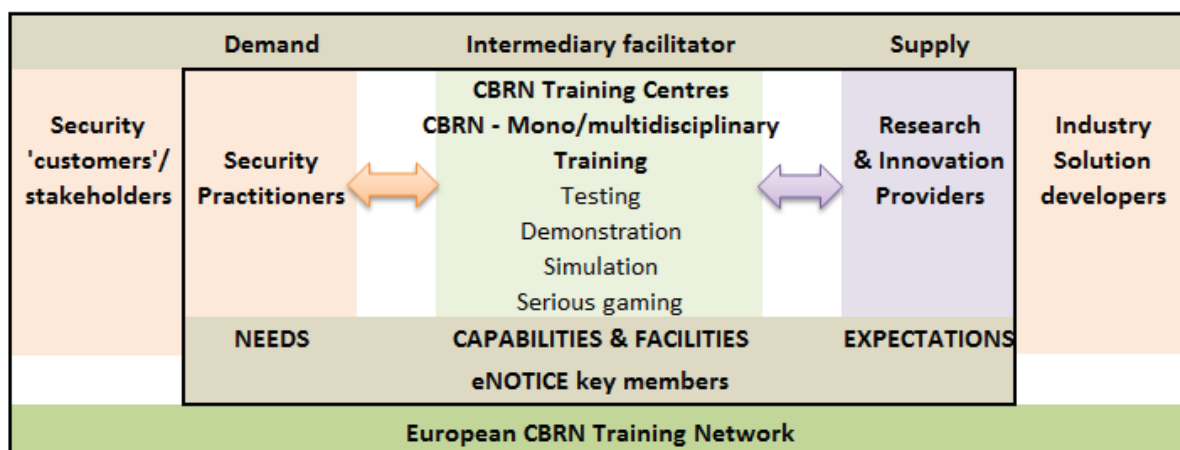 Demand Intermediary facilitator Supply
Security
'customers'/
stakeholders
Security
Practitioners
CBRN Training Centres
CBRN - Mono/multidisciplinary
Training
Testing
Demonstration
Simulation
Serious gaming
Research
& Innovation
Providers
Industry
Solution
developers
NEEDS CAPABILITIES & FACILITIES EXPECTATIONS
eNOTICE key members
European CBRN Training Network